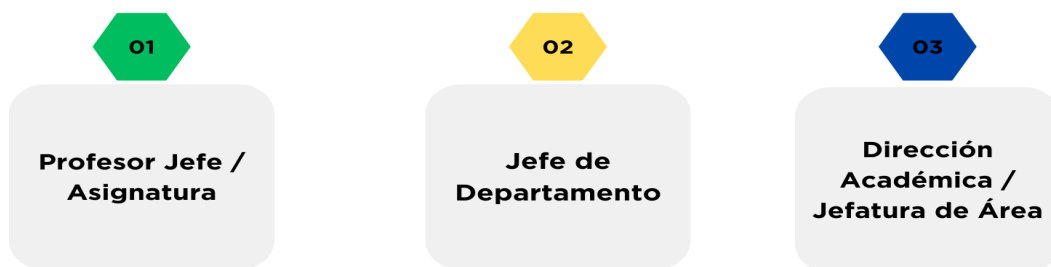 01
Profesor Jefe /
Asignatura
02
Jefe de
Departamento
03
Dirección
Académica /
Jefatura de Área